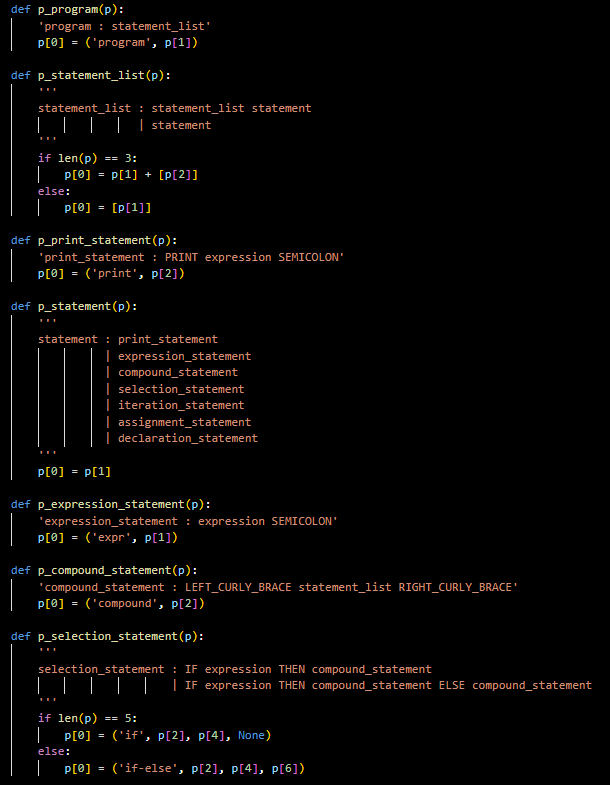 def p_program(p):
    'program : statement_list'
    p[0] = ('program', p[1])

def p_statement_list(p):
    '''
    statement_list : statement_list statement
                   | statement
    '''
    if len(p) == 3:
        p[0] = p[1] + [p[2]]
    else:
        p[0] = [p[1]]

def p_print_statement(p):
    'print_statement : PRINT expression SEMICOLON'
    p[0] = ('print', p[2])

def p_statement(p):
    '''
    statement : print_statement
              | expression_statement
              | compound_statement
              | selection_statement
              | iteration_statement
              | assignment_statement
              | declaration_statement
    '''
    p[0] = p[1]

def p_expression_statement(p):
    'expression_statement : expression SEMICOLON'
    p[0] = ('expr', p[1])

def p_compound_statement(p):
    'compound_statement : LEFT_CURLY_BRACE statement_list RIGHT_CURLY_BRACE'
    p[0] = ('compound', p[2])

def p_selection_statement(p):
    '''
    selection_statement : IF expression THEN compound_statement
                        | IF expression THEN compound_statement ELSE compound_statement
    '''
    if len(p) == 5:
        p[0] = ('if', p[2], p[4], None)
    else:
        p[0] = ('if-else', p[2], p[4], p[6])